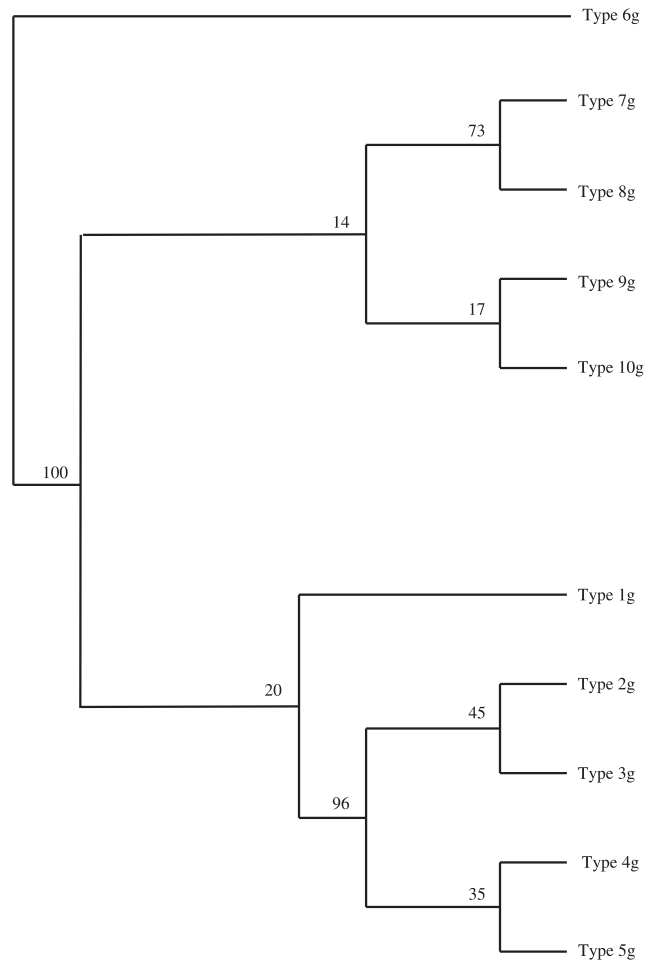 Type 6g
Type 7g
73
Type 8g
14
Type 9g
17
Type 10g
100
Type 1g
20
Type 2g
45
Type 3g
96
Type 4g
35
Type 5g